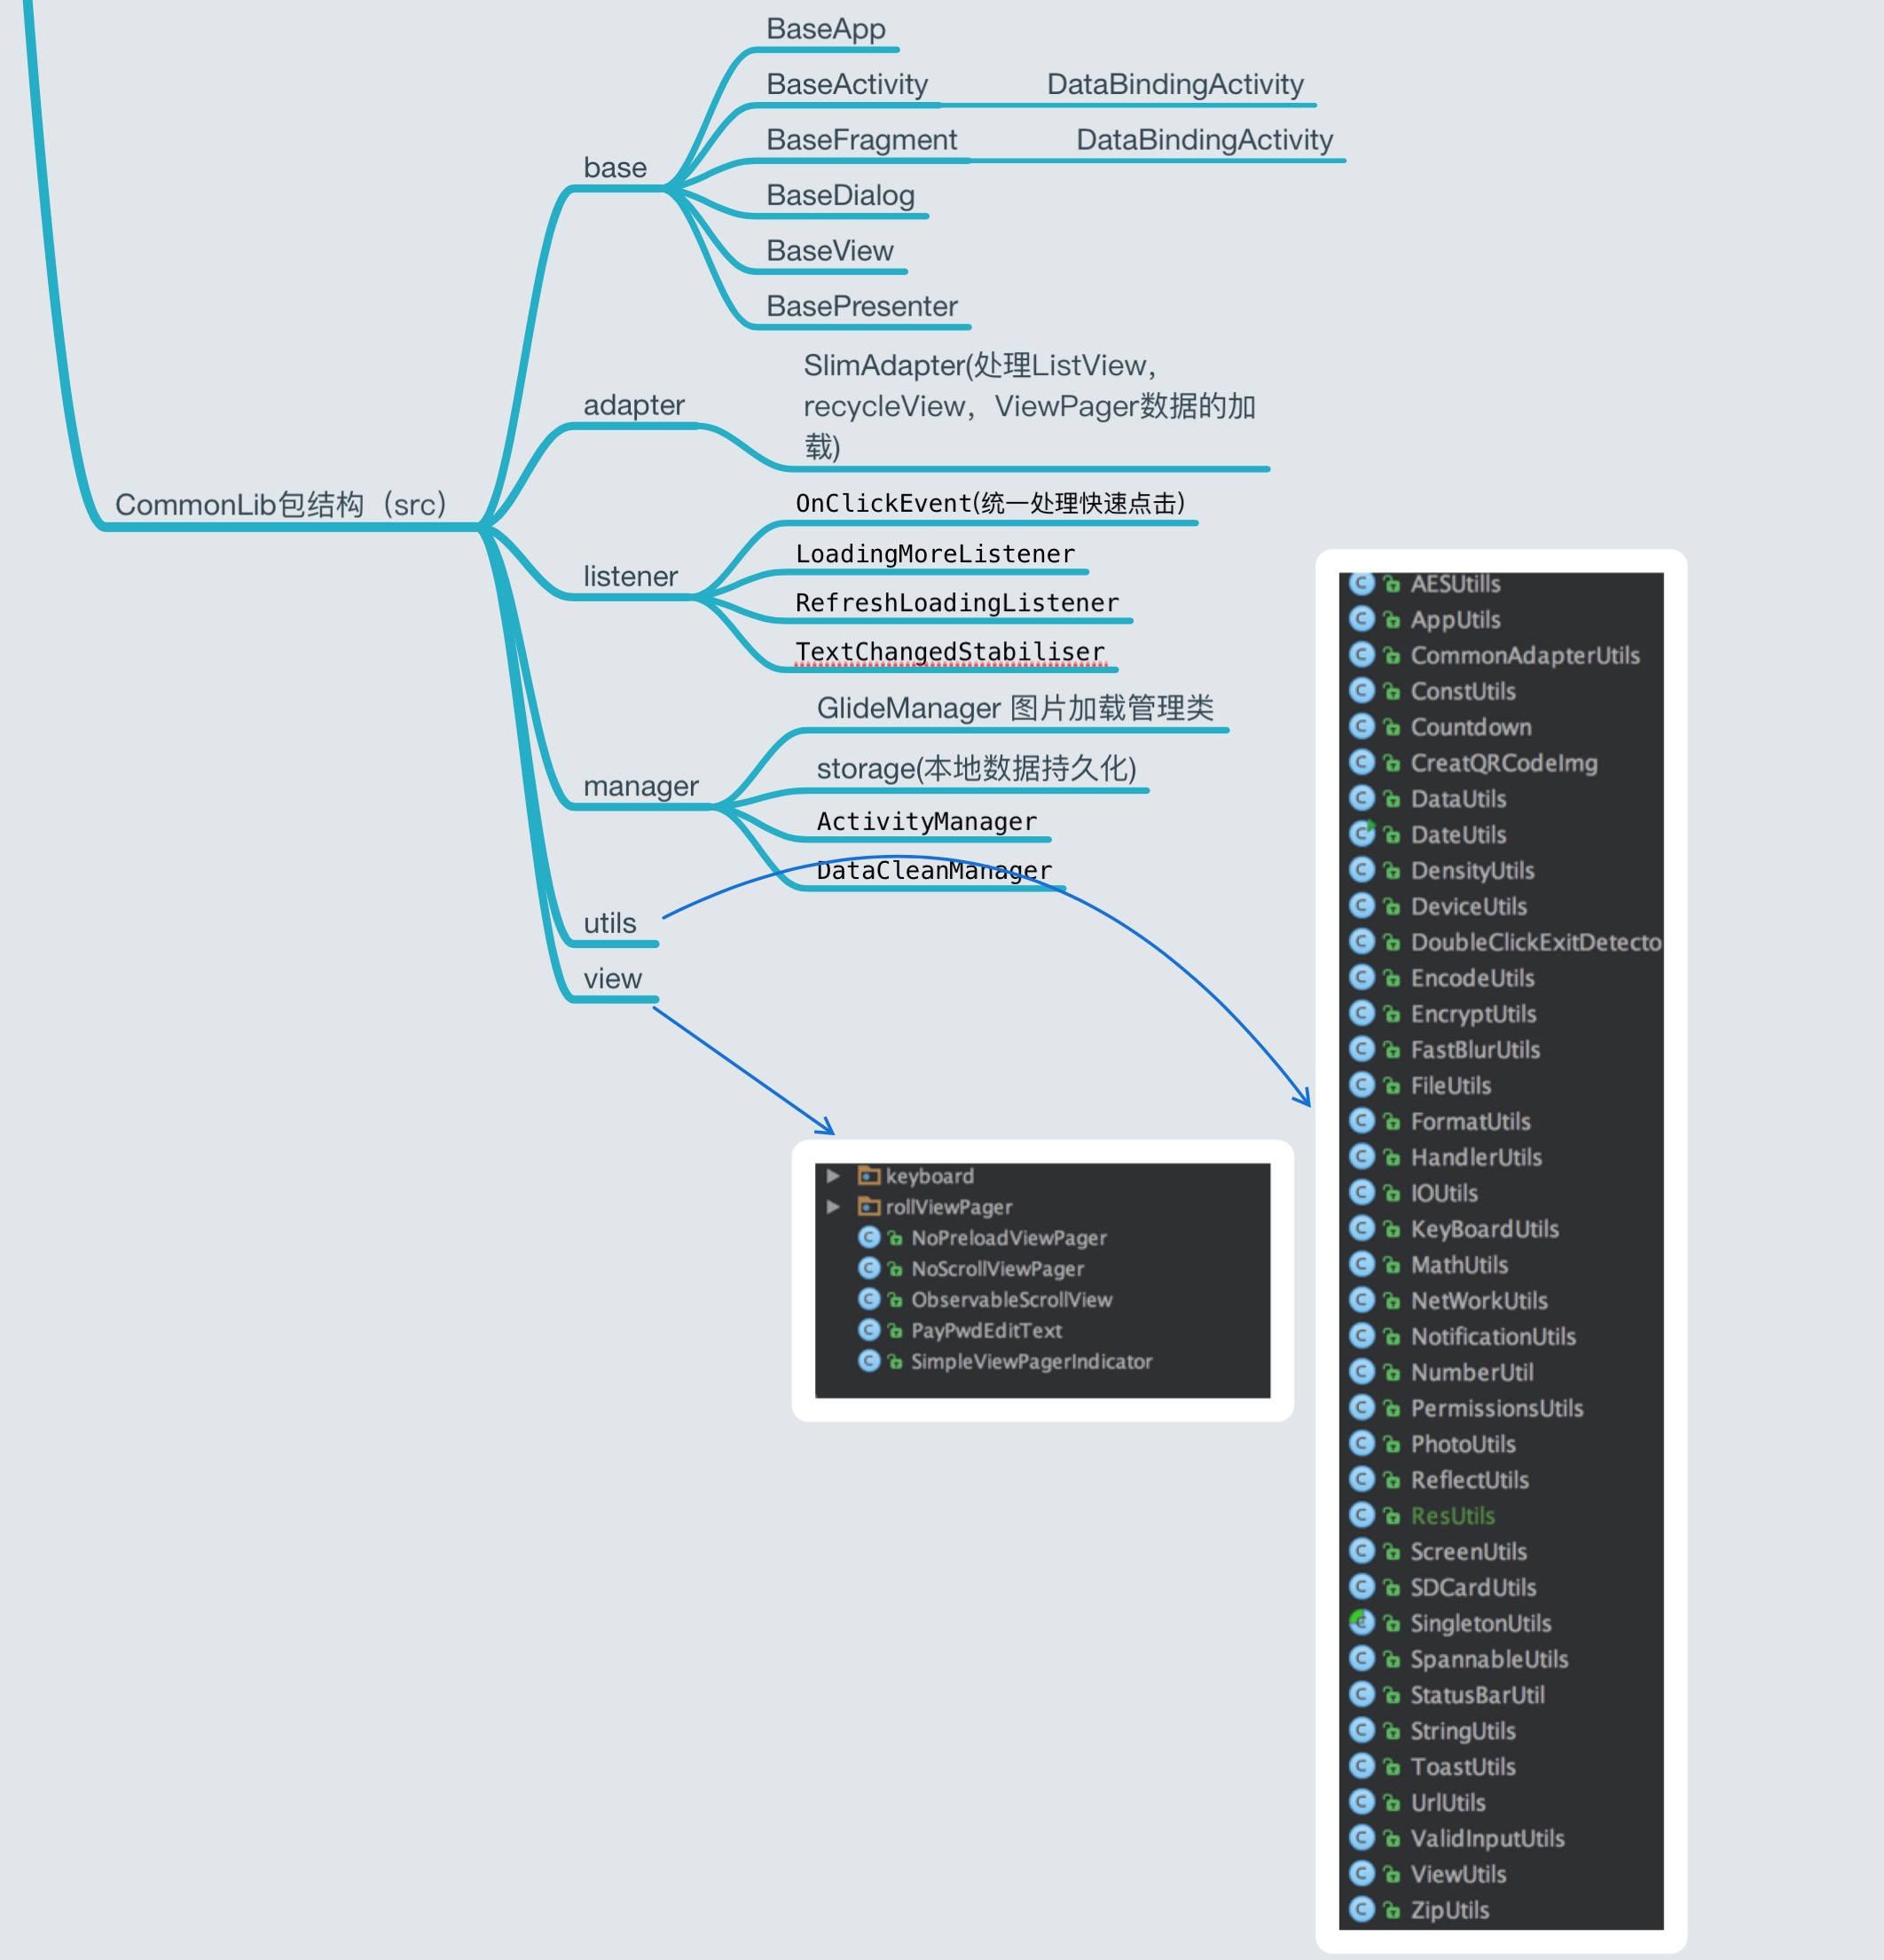 BaseApp
BaseActivity
DataBindingActivity
BaseFragment
DataBindingActivity
base
BaseDialog
BaseView
BasePresenter
SlimAdapter(处理ListView，
recycleView，ViewPager数据的加
载)
adapter
CommonLib包结构（src）
OnClickEvent(统一处理快速点击)
LoadingMoreListener
listener
RefreshLoadingListener
TextChangedStabiliser
GlideManager 图片加载管理类
storage(本地数据持久化)
manager
ActivityManager
DataCleanManager
utils
view
keyboard
rollViewPager
NoPreloadViewPager
NoScrollViewPager
ObservableScrollView
PayPwdEditText
SimpleViewPagerIndicator
AESUtills
AppUtils
CommonAdapterUtils
ConstUtils
Countdown
CreatQRCodeImg
DataUtils
DateUtils
DensityUtils
DeviceUtils
DoubleClickExitDetecto
EncodeUtils
EncryptUtils
FastBlurUtils
FileUtils
FormatUtils
HandlerUtils
IOUtils
KeyBoardUtils
MathUtils
NetWorkUtils
NotificationUtils
NumberUtil
PermissionsUtils
PhotoUtils
ReflectUtils
ResUtils
ScreenUtils
SDCardUtils
SingletonUtils
SpannableUtils
StatusBarUtil
StringUtils
ToastUtils
UrlUtils
ValidInputUtils
ViewUtils
ZipUtils